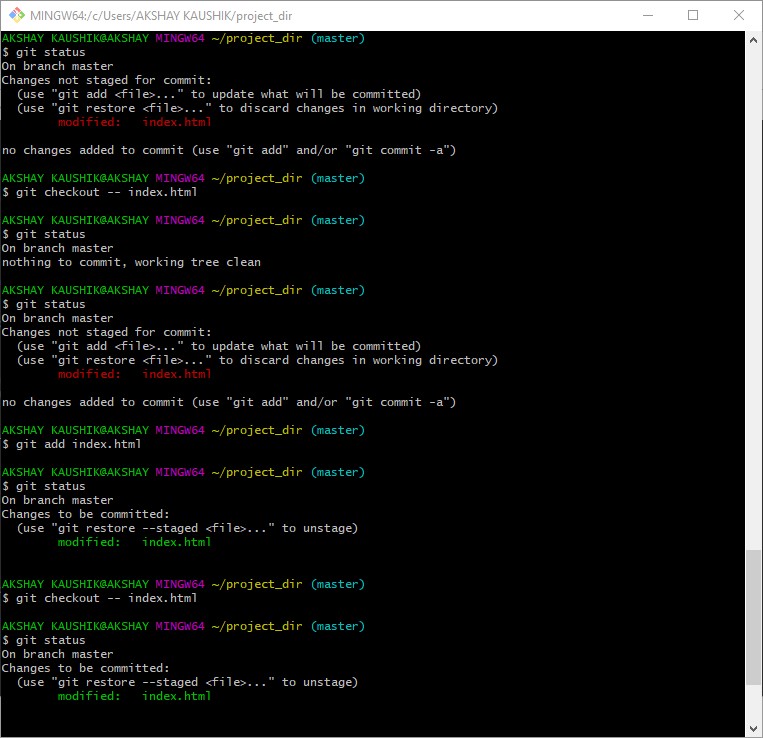 MINGW64:/c/Users/AKSHAY KAUSHIK/project_dir
AKSHAY KAUSHIK@AKSHAY MINGW64 ~/project_dir (master)
$ git status
On branch master
Changes not staged for commit:
  (use "git add <file>..." to update what will be committed)
  (use "git restore <file>..." to discard changes in working directory)
        modified:   index.html

no changes added to commit (use "git add" and/or "git commit -a")

AKSHAY KAUSHIK@AKSHAY MINGW64 ~/project_dir (master)
$ git checkout -- index.html

AKSHAY KAUSHIK@AKSHAY MINGW64 ~/project_dir (master)
$ git status
On branch master
nothing to commit, working tree clean

AKSHAY KAUSHIK@AKSHAY MINGW64 ~/project_dir (master)
$ git status
On branch master
Changes not staged for commit:
  (use "git add <file>..." to update what will be committed)
  (use "git restore <file>..." to discard changes in working directory)
        modified:   index.html

no changes added to commit (use "git add" and/or "git commit -a")

AKSHAY KAUSHIK@AKSHAY MINGW64 ~/project_dir (master)
$ git add index.html

AKSHAY KAUSHIK@AKSHAY MINGW64 ~/project_dir (master)
$ git status
On branch master
Changes to be committed:
  (use "git restore --staged <file>..." to unstage)
        modified:   index.html

AKSHAY KAUSHIK@AKSHAY MINGW64 ~/project_dir (master)
$ git checkout -- index.html

AKSHAY KAUSHIK@AKSHAY MINGW64 ~/project_dir (master)
$ git status
On branch master
Changes to be committed:
  (use "git restore --staged <file>..." to unstage)
        modified:   index.html